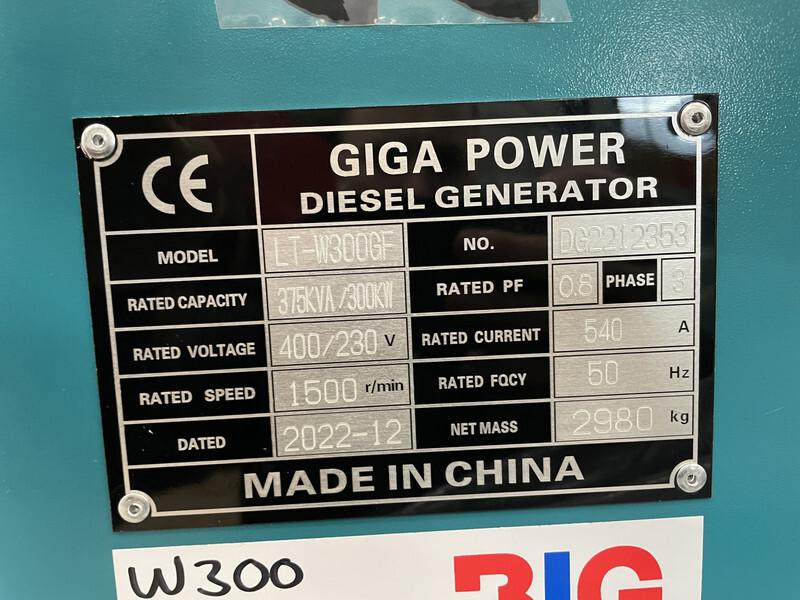 CE
GIGA POWER
DIESEL GENERATOR
MODEL LT-W300GF NO. DG2212353
RATED CAPACITY 375KVA/300KW RATED PF 0.8 PHASE 3
RATED VOLTAGE 400/230 V RATED CURRENT 540 A
RATED SPEED 1500 r/min RATED FQCY 50 Hz
DATED 2022-12 NET MASS 2980 kg
MADE IN CHINA
W300 BIG